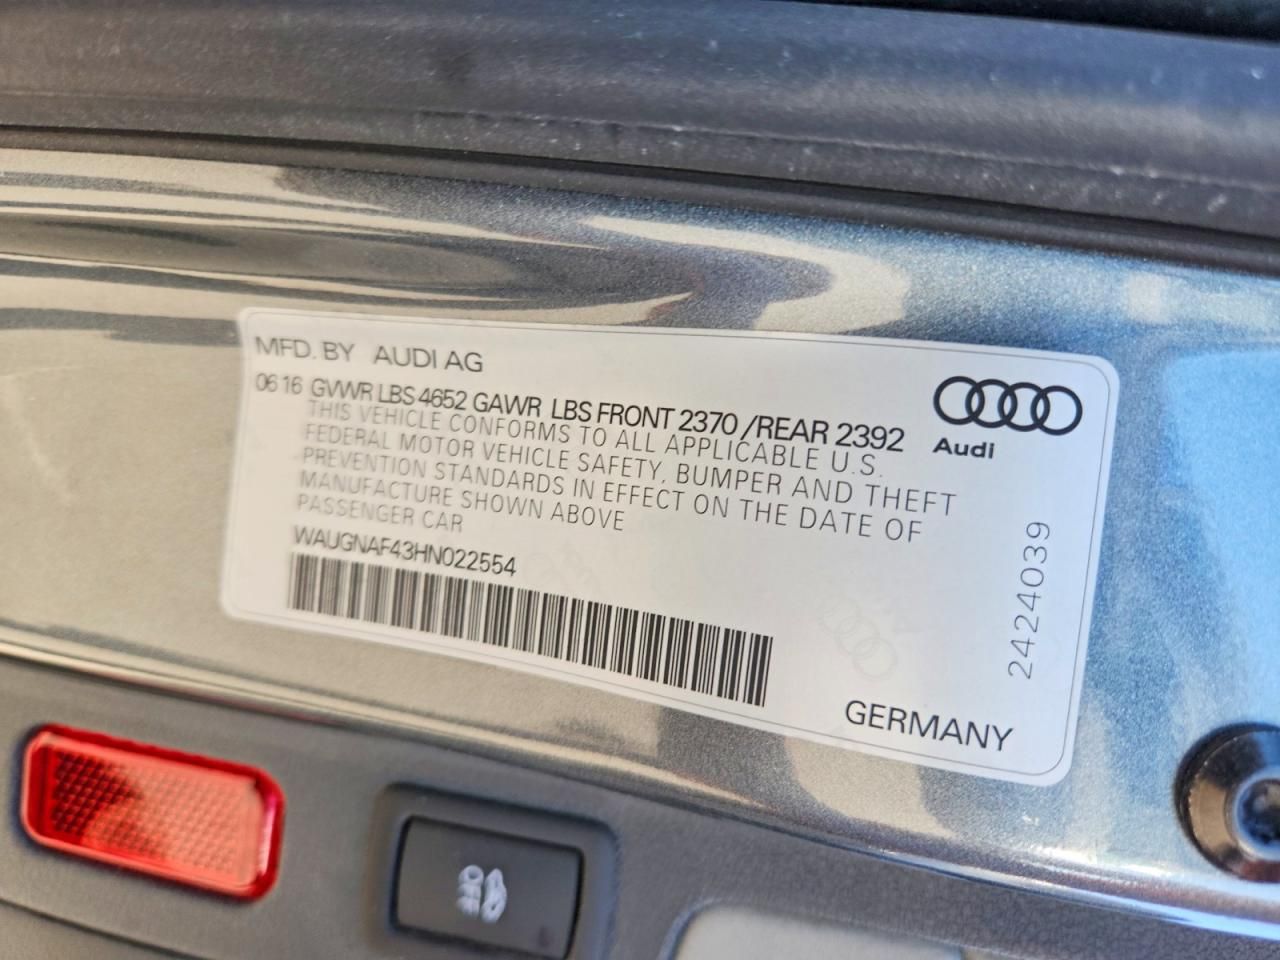 MFD. BY AUDI AG
06 16 GVWR LBS 4652 GAWR LBS FRONT 2370 /REAR 2392
THIS VEHICLE CONFORMS TO ALL APPLICABLE U.S.
FEDERAL MOTOR VEHICLE SAFETY, BUMPER AND THEFT
PREVENTION STANDARDS IN EFFECT ON THE DATE OF
MANUFACTURE SHOWN ABOVE
PASSENGER CAR
WAUGNAF43HN022554
Audi
2424039
GERMANY
OFF